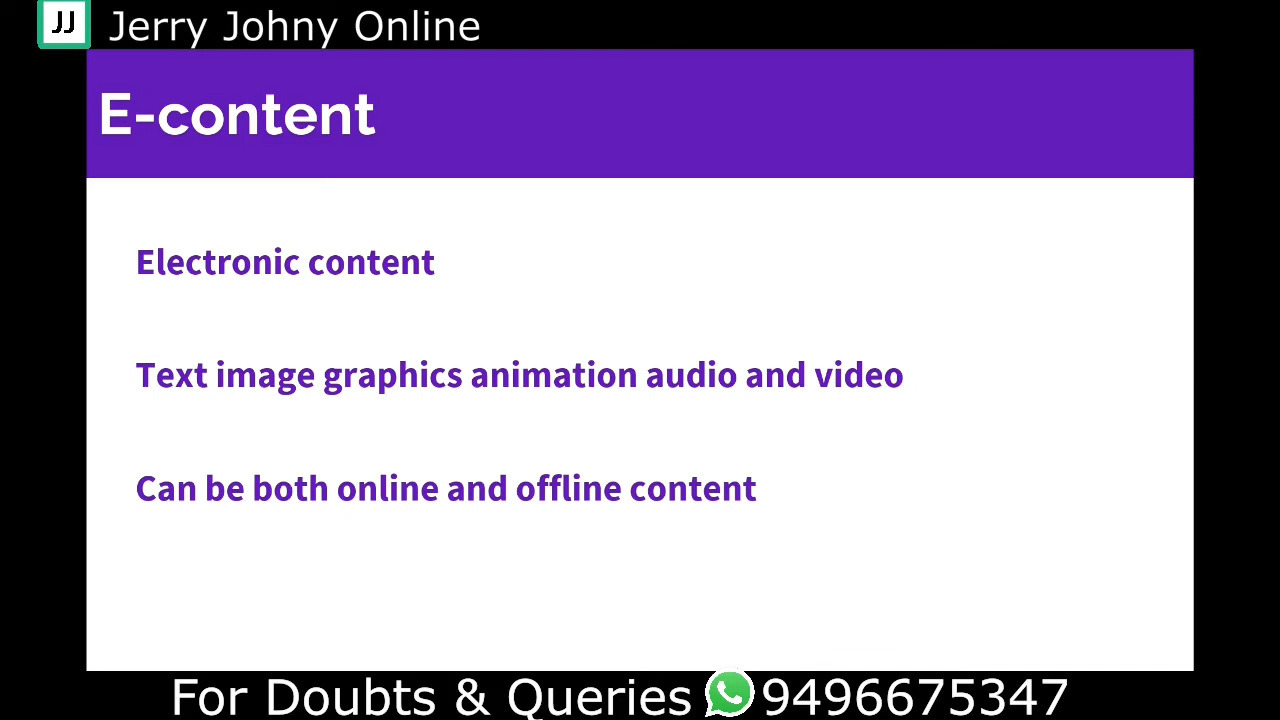 JJ Jerry Johny Online
E-content
Electronic content
Text image graphics animation audio and video
Can be both online and offline content
For Doubts & Queries 9496675347